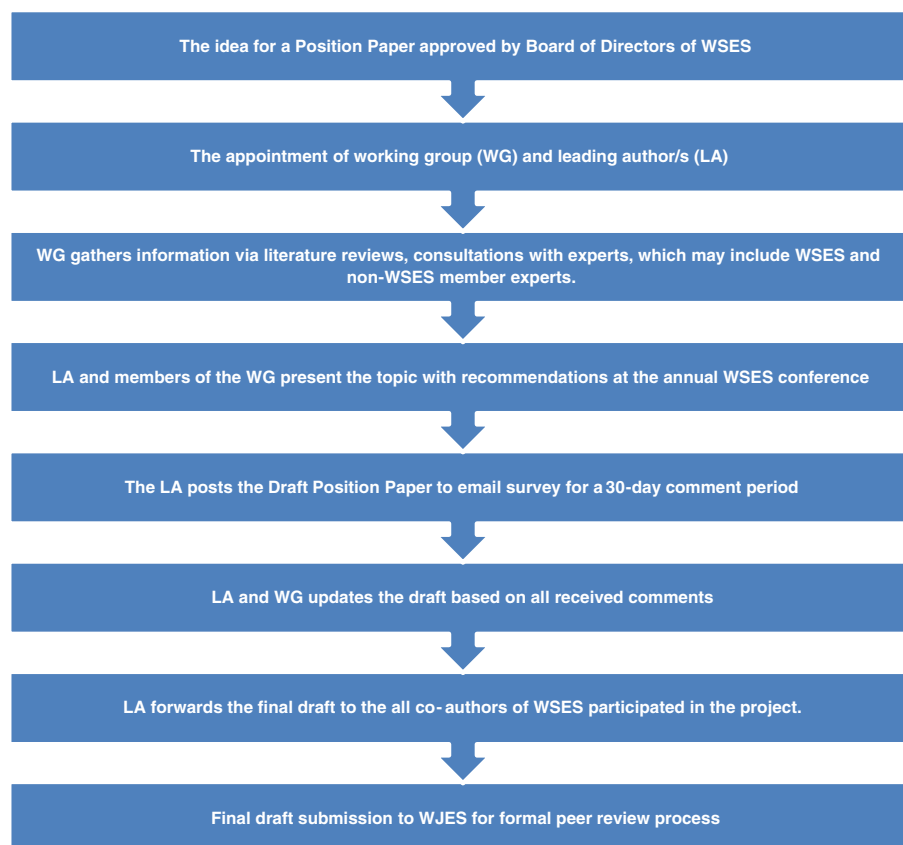 The idea for a Position Paper approved by Board of Directors of WSES
The appointment of working group (WG) and leading author/s (LA)
WG gathers information via literature reviews, consultations with experts, which may include WSES and
non-WSES member experts.
LA and members of the WG present the topic with recommendations at the annual WSES conference
The LA posts the Draft Position Paper to email survey for a 30-day comment period
LA and WG updates the draft based on all received comments
LA forwards the final draft to the all co-authors of WSES participated in the project.
Final draft submission to WJES for formal peer review process